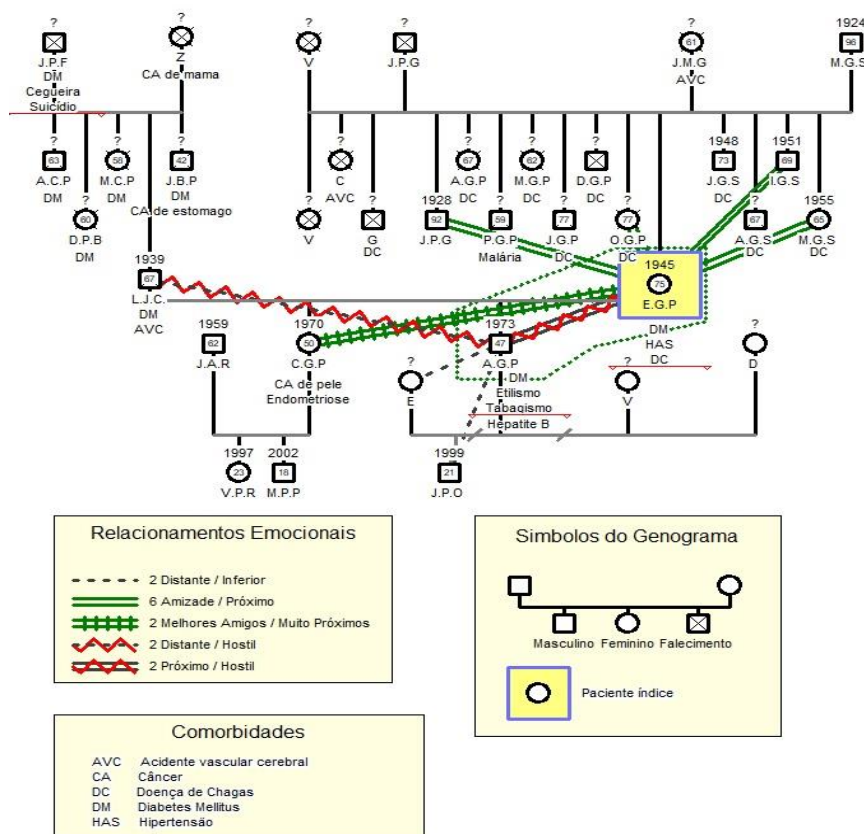 ? ? ? ? ? 1924
J.P.F Z V J.P.G 61 96
DM CA de mama J.M.G M.G.S
Cegueira AVC
Suicídio
? ? ? ? ? ? ? ? ? ? 1948 ? 1951
63 58 42 67 62 73 69
A.C.P M.C.P J.B.P C A.G.P M.G.P D.G.P J.G.S I.G.S
DM DM DM AVC DC DC DC DC
CA de estomago
? ? ? 1928 ? ? ? ? 1955
60 92 59 77 77 67 65
D.P.B V G J.P.G P.G.P J.G.P O.G.P A.G.S M.G.S
DM DC Malária DC DC DC DC
1939 1945
67 75
L.J.C. E.G.P
DM DM
AVC HAS
DC
1959 1970 1973 ? ? ?
62 50 47
J.A.R C.G.P A.G.P E V D
CA de pele DM
Endometriose Etilismo
Tabagismo
Hepatite B
1997 2002 1999
23 18 21
V.P.R M.P.P J.P.O
Relacionamentos Emocionais
2 Distante / Inferior
6 Amizade / Próximo
2 Melhores Amigos / Muito Próximos
2 Distante / Hostil
2 Próximo / Hostil
Simbolos do Genograma
Masculino Feminino Falecimento
Paciente índice
Comorbidades
AVC Acidente vascular cerebral
CA Câncer
DC Doença de Chagas
DM Diabetes Mellitus
HAS Hipertensão